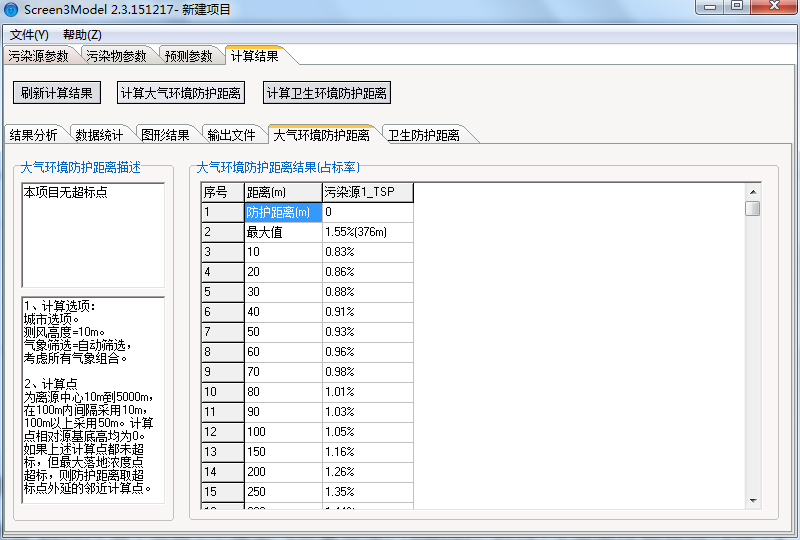 Screen3Model 2.3.151217- 新建项目
文件(Y) 帮助(Z)
污染源参数 污染物参数 预测参数 计算结果
刷新计算结果 计算大气环境防护距离 计算卫生环境防护距离
结果分析 数据统计 图形结果 输出文件 大气环境防护距离 卫生防护距离
大气环境防护距离描述
本项目无超标点
1、计算选项:
城市选项。
测风高度=10m。
气象筛选=自动筛选，
考虑所有气象组合。
2、计算点
为离源中心10m到5000m，
在100m内间隔采用10m，
100m以上采用50m。计算
点相对源基底高均为0。
如果上述计算点都未超
标，但最大落地浓度点
超标，则防护距离取超
标点外延的邻近计算点。
大气环境防护距离结果(占标率)
序号 距离(m) 污染源1_TSP
1 防护距离(m) 0
2 最大值 1.55%(376m)
3 10 0.83%
4 20 0.86%
5 30 0.88%
6 40 0.91%
7 50 0.93%
8 60 0.96%
9 70 0.98%
10 80 1.01%
11 90 1.03%
12 100 1.05%
13 150 1.16%
14 200 1.26%
15 250 1.35%